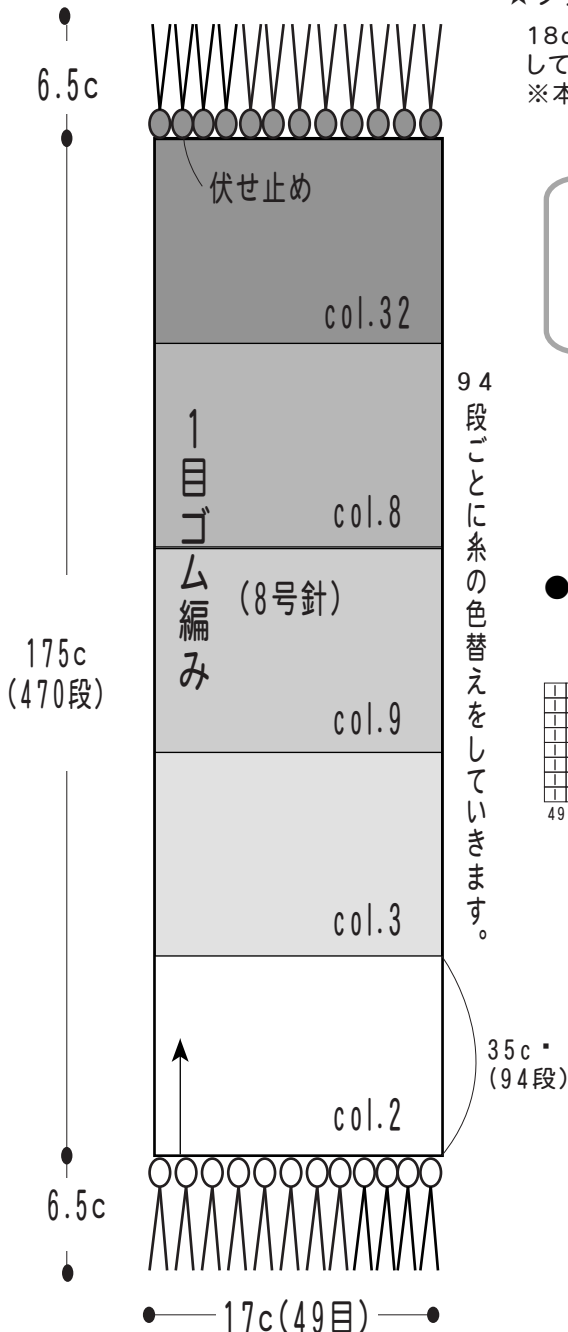 6.5c
18c
して
※本
伏せ止め
col.32
94段ごとに糸の色替えをしていきます。
1目ゴム編み
col.8
(8号針)
175c
(470段)
col.9
49
col.3
35c
(94段)
col.2
6.5c
17c(49目)